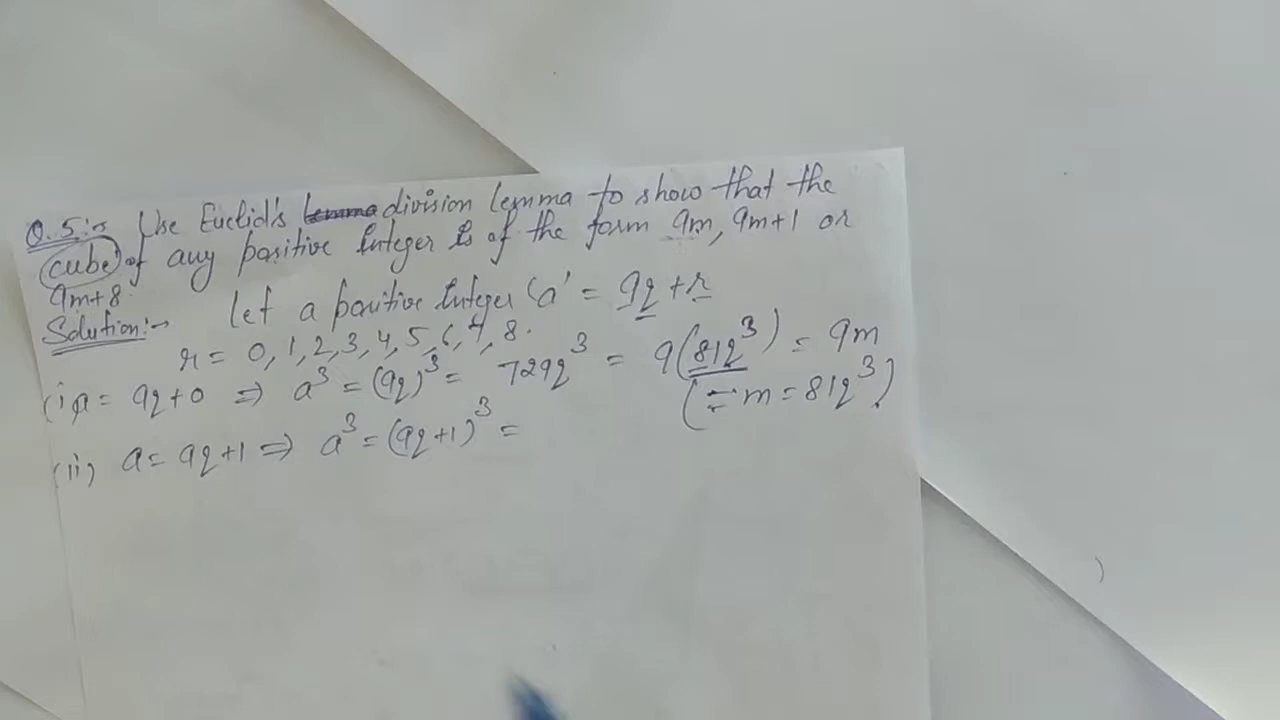 Q.5:- Use Euclid's lemma division lemma to show that the
cube of any positive Integer is of the form 9m, 9m+1 or
9m+8.
Solution:- Let a positive Integer 'a' = 9q+r
r = 0, 1, 2, 3, 4, 5, 6, 7, 8.
(i) a = 9q+0 ⇒ a³ = (9q)³ = 729q³ = 9(81q³) = 9m
(m = 81q³)
(ii) a = 9q+1 ⇒ a³ = (9q+1)³ =